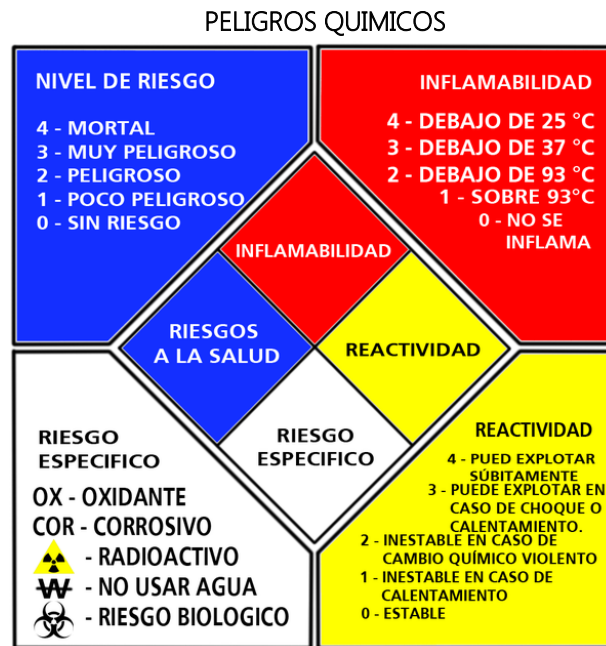 PELIGROS QUIMICOS
NIVEL DE RIESGO
4 - MORTAL
3 - MUY PELIGROSO
2 - PELIGROSO
1 - POCO PELIGROSO
0 - SIN RIESGO
INFLAMABILIDAD
4 - DEBAJO DE 25 °C
3 - DEBAJO DE 37 °C
2 - DEBAJO DE 93 °C
1 - SOBRE 93°C
0 - NO SE
INFLAMA
INFLAMABILIDAD
RIESGOS
A LA SALUD
REACTIVIDAD
RIESGO
ESPECIFICO
RIESGO
ESPECIFICO
OX - OXIDANTE
COR - CORROSIVO
- RADIOACTIVO
W - NO USAR AGUA
- RIESGO BIOLOGICO
REACTIVIDAD
4 - PUED EXPLOTAR
SÚBITAMENTE
3 - PUEDE EXPLOTAR EN
CASO DE CHOQUE O
CALENTAMIENTO.
2 - INESTABLE EN CASO DE
CAMBIO QUÍMICO VIOLENTO
1 - INESTABLE EN CASO DE
CALENTAMIENTO
0 - ESTABLE